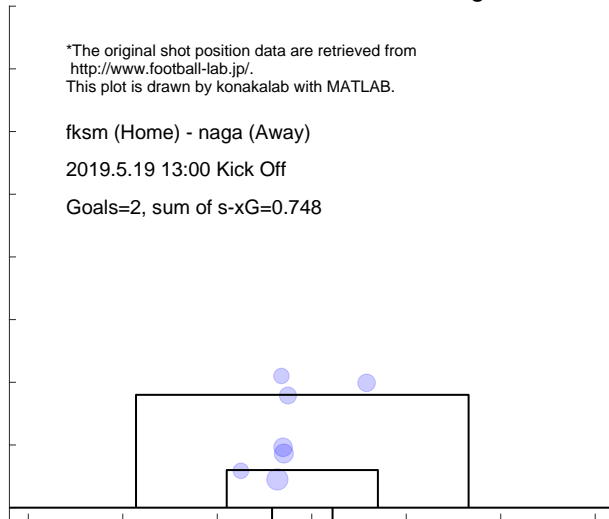 *The original shot position data are retrieved from
http://www.football-lab.jp/.
This plot is drawn by konakalab with MATLAB.
fksm (Home) - naga (Away)
2019.5.19 13:00 Kick Off
Goals=2, sum of s-xG=0.748